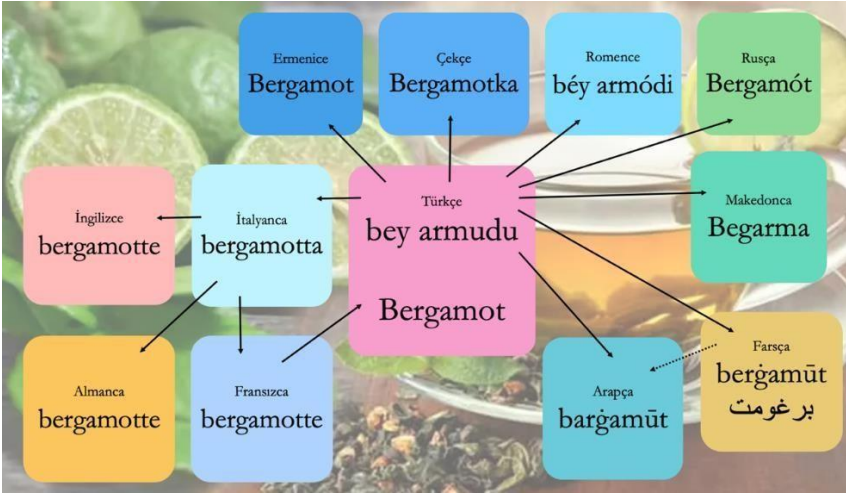 Ermenice
Bergamot
Çekçe
Bergamotka
Romence
béy armódi
Rusça
Bergamót
İngilizce
bergamotte
İtalyanca
bergamotta
Türkçe
bey armudu
Bergamot
Makedonca
Begarma
Almanca
bergamotte
Fransızca
bergamotte
Arapça
barġamūt
Farsça
berġamūt
برغومت